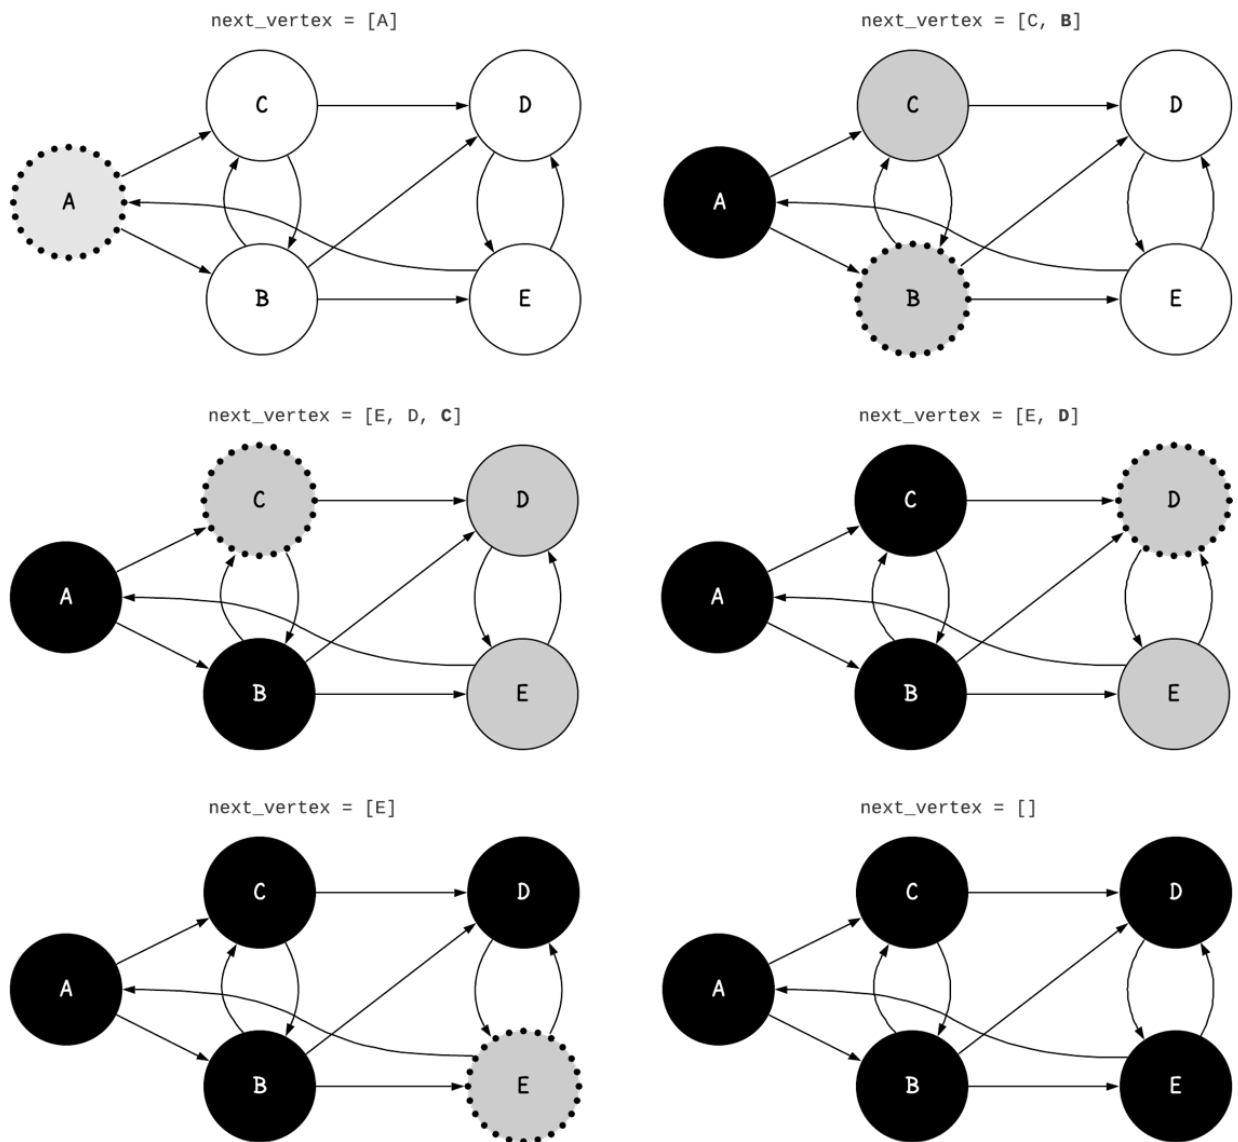 next_vertex = [A]
C
D
A
B
E
next_vertex = [C, B]
C
D
A
B
E
next_vertex = [E, D, C]
C
D
A
B
E
next_vertex = [E, D]
C
D
A
B
E
next_vertex = [E]
C
D
A
B
E
next_vertex = []
C
D
A
B
E